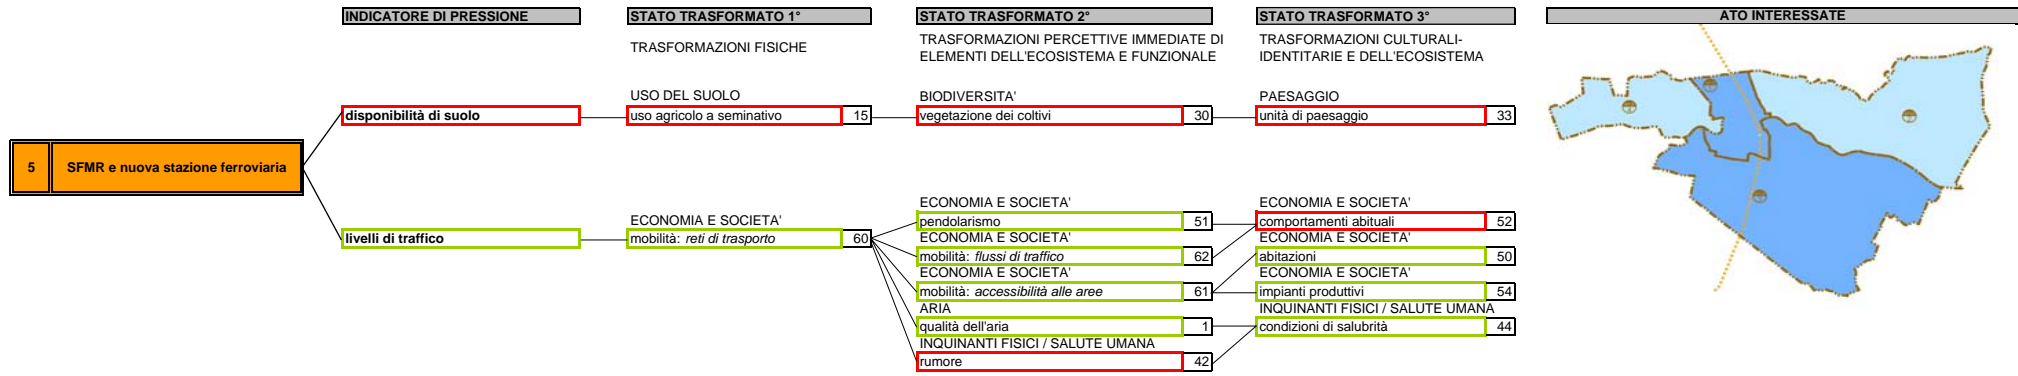 INDICATORE DI PRESSIONE
STATO TRASFORMATO 1°
STATO TRASFORMATO 2°
STATO TRASFORMATO 3°
ATO INTERESSATE
TRASFORMAZIONI FISICHE
TRASFORMAZIONI PERCETTIVE IMMEDIATE DI
ELEMENTI DELL'ECOSISTEMA E FUNZIONALE
TRASFORMAZIONI CULTURALI-
IDENTITARIE E DELL'ECOSISTEMA
USO DEL SUOLO
BIODIVERSITA'
PAESAGGIO
disponibilità di suolo
uso agricolo a seminativo 15
vegetazione dei coltivi 30
unità di paesaggio 33
5 SFMR e nuova stazione ferroviaria
ECONOMIA E SOCIETA'
livelli di traffico
mobilità: reti di trasporto 60
ECONOMIA E SOCIETA'
pendolarismo 51
ECONOMIA E SOCIETA'
mobilità: flussi di traffico 62
ECONOMIA E SOCIETA'
mobilità: accessibilità alle aree 61
ARIA
qualità dell'aria 1
INQUINANTI FISICI / SALUTE UMANA
rumore 42
ECONOMIA E SOCIETA'
comportamenti abituali 52
ECONOMIA E SOCIETA'
abitazioni 50
ECONOMIA E SOCIETA'
impianti produttivi 54
INQUINANTI FISICI / SALUTE UMANA
condizioni di salubrità 44